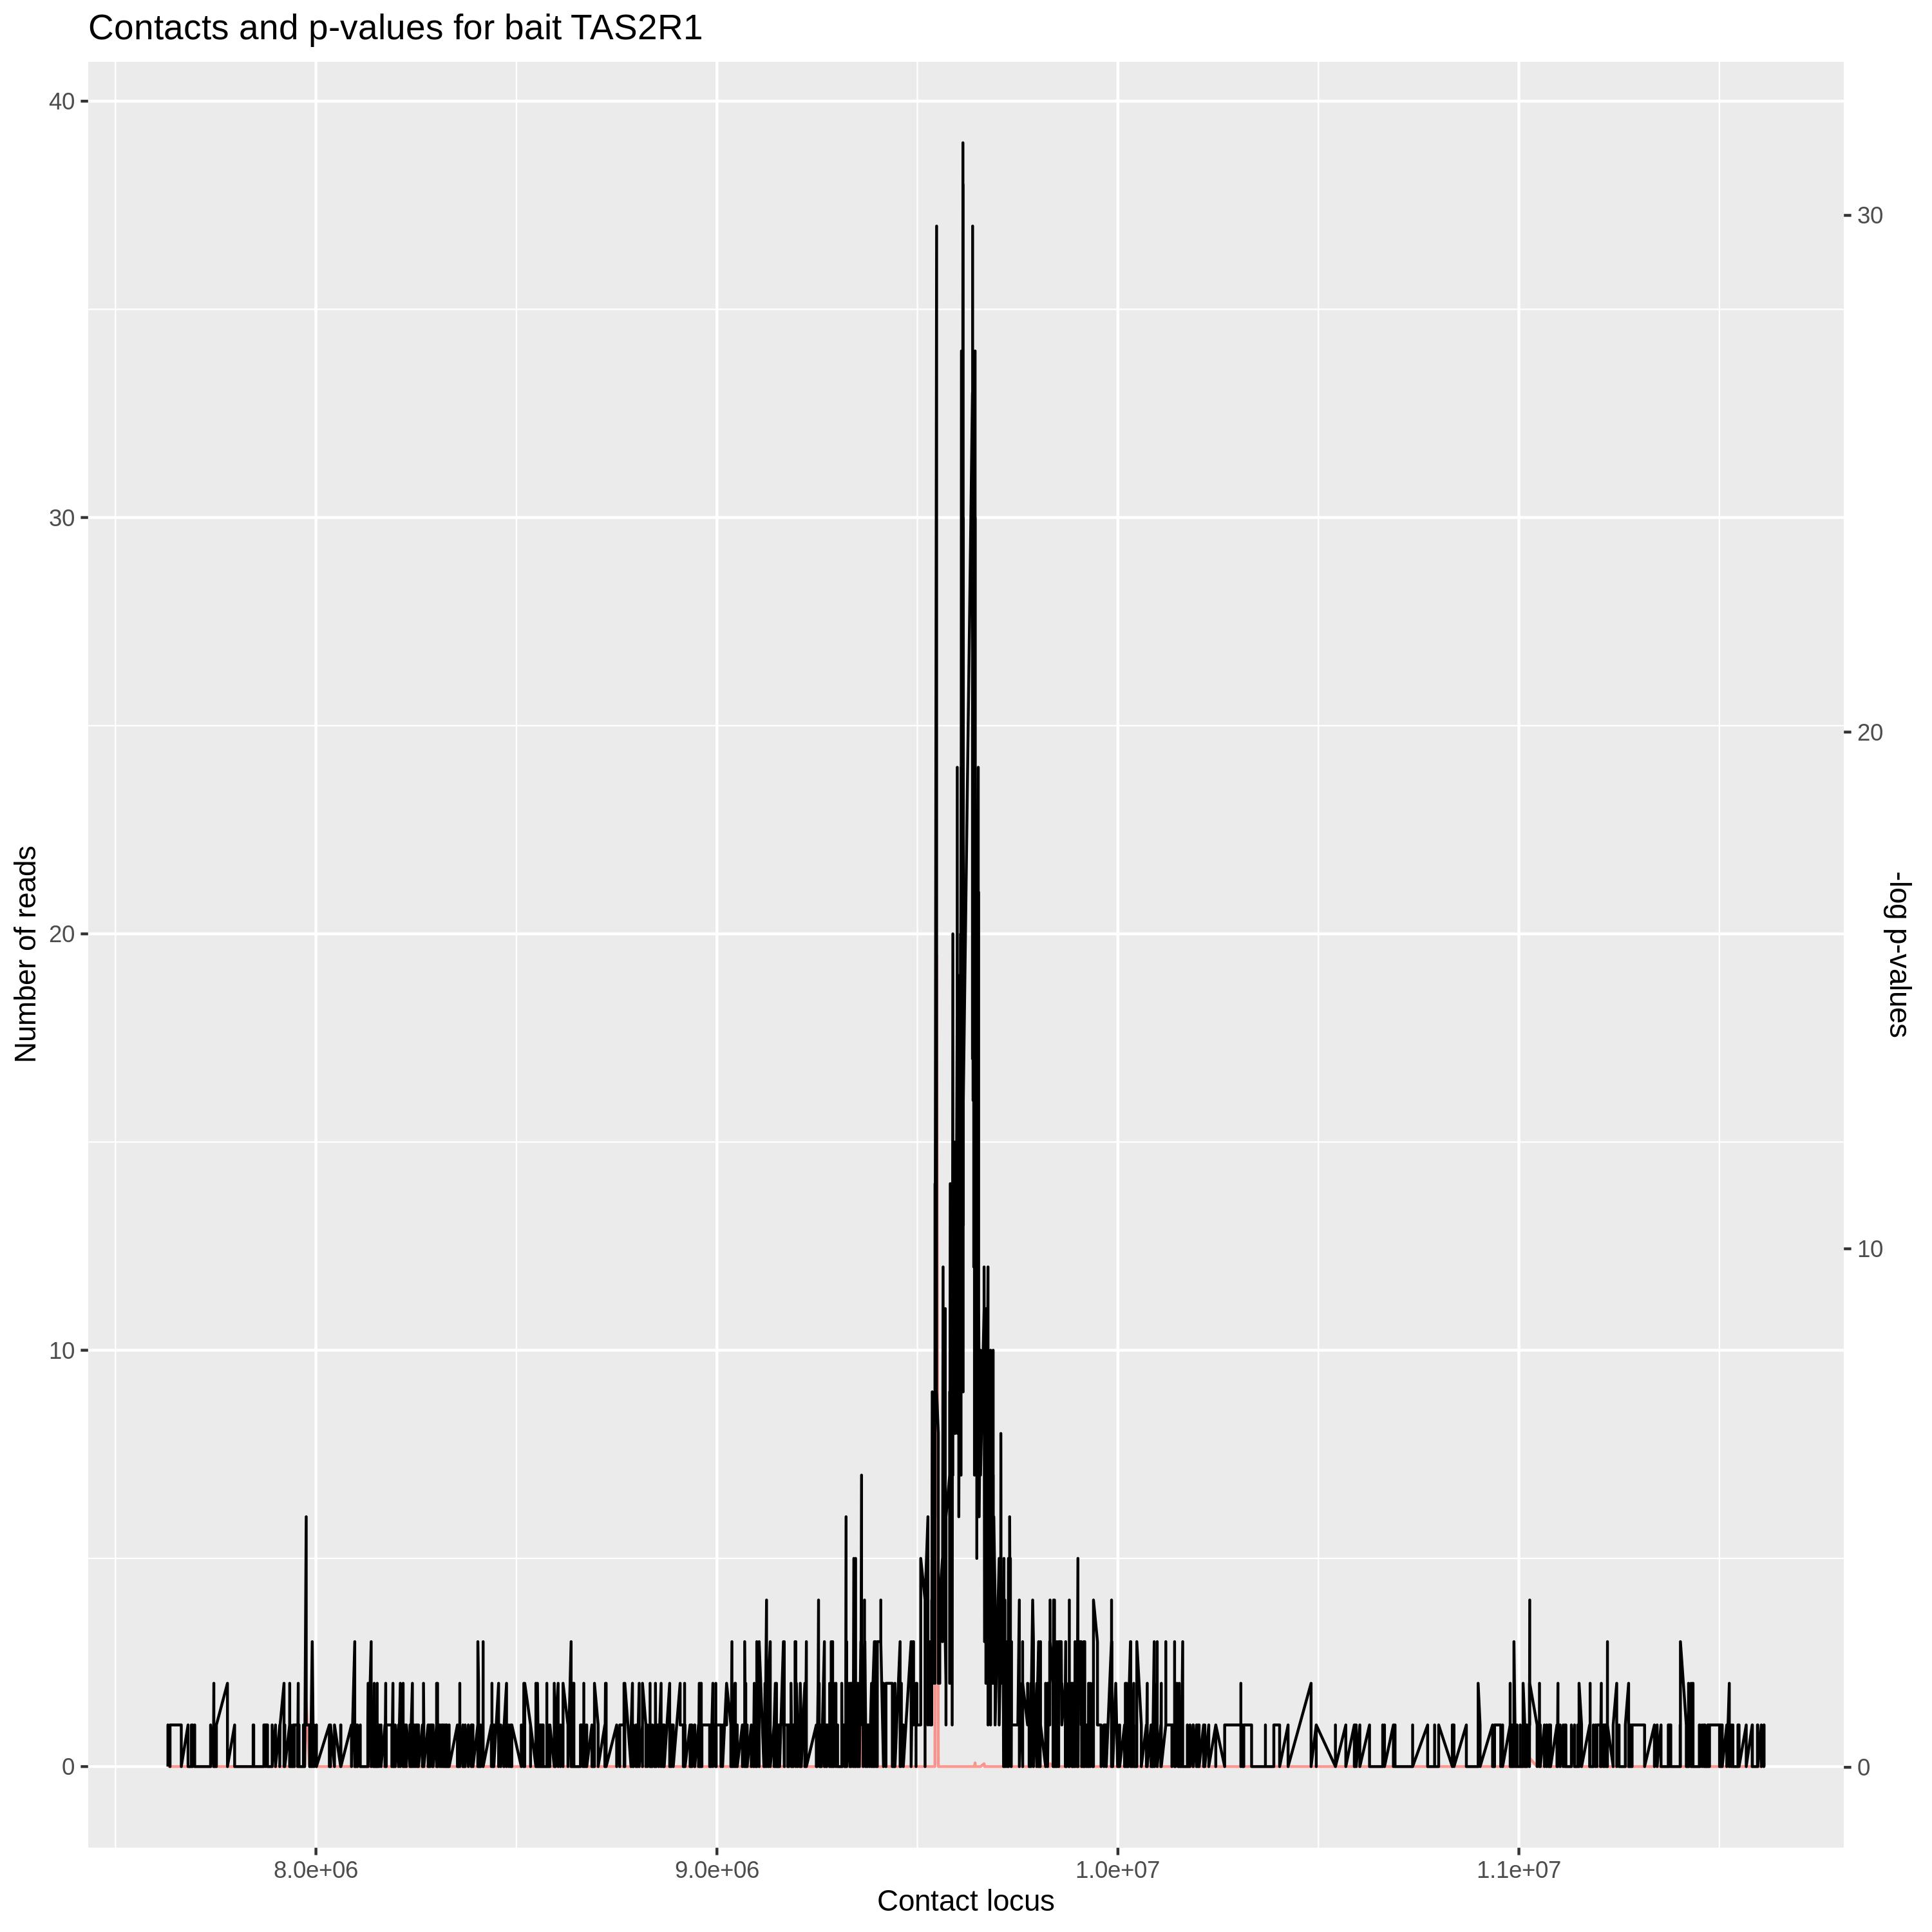 Contacts and p-values for bait TAS2R1
40
30
20
10
0
Number of reads
30
20
10
0
-log p-values
8.0e+06
9.0e+06
1.0e+07
1.1e+07
Contact locus